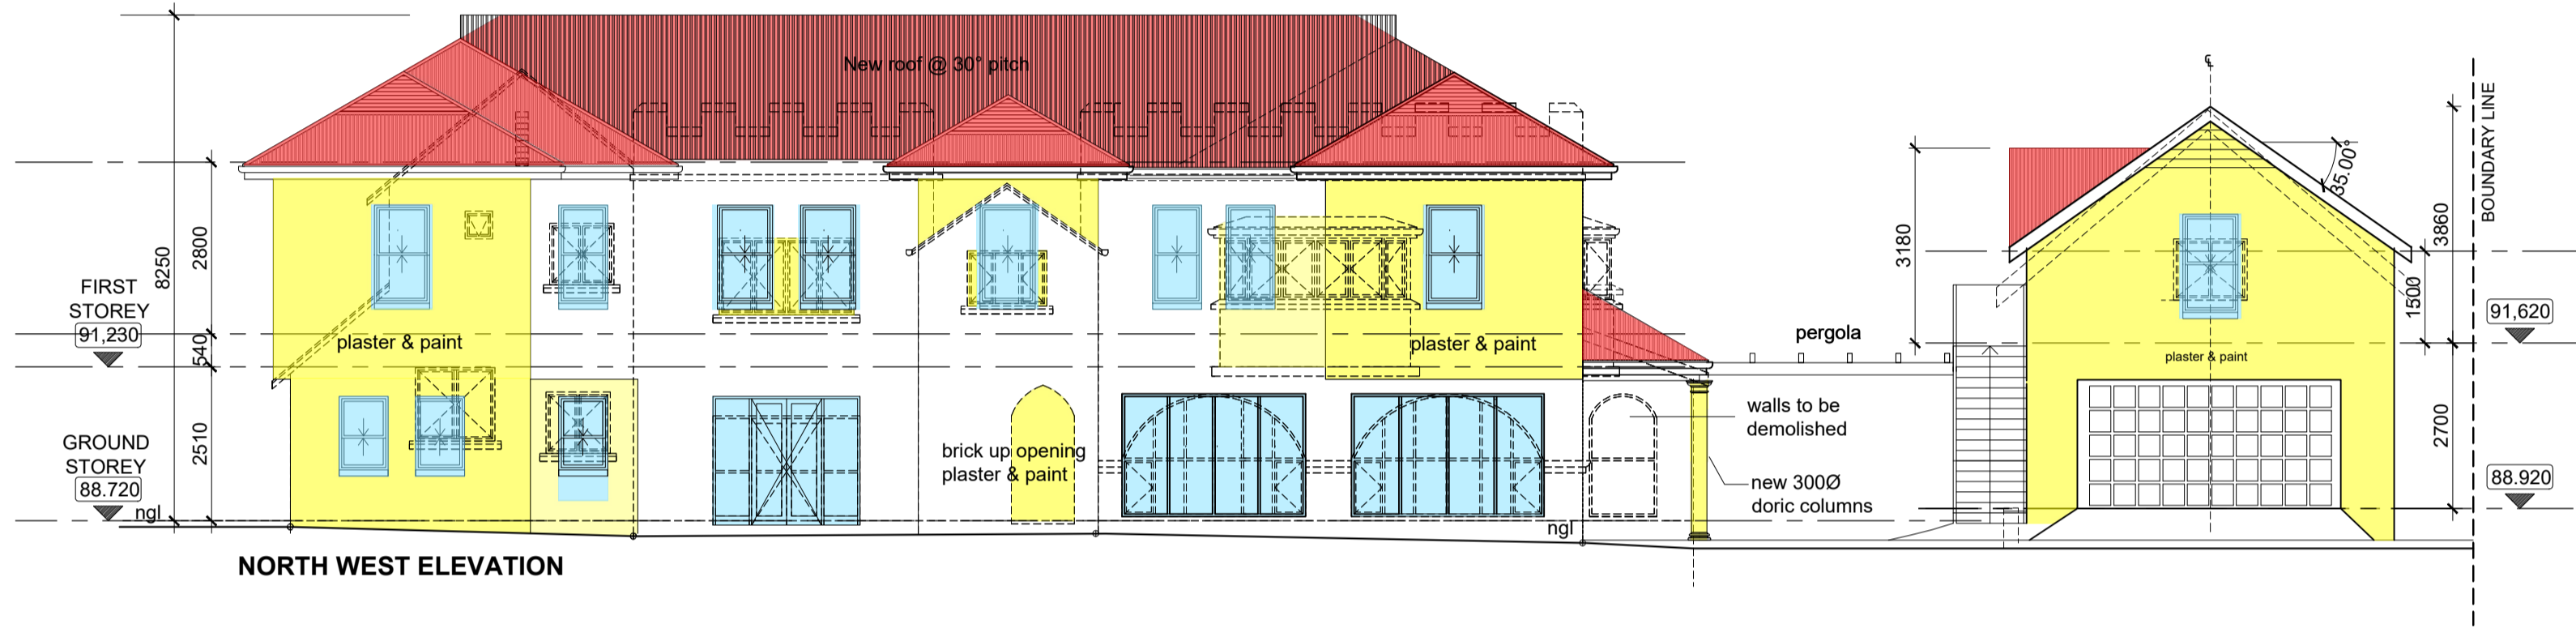 New roof @ 30° pitch
℄
BOUNDARY LINE
35.00°
8250
2800
540
2510
3180
3860
1500
2700
FIRST
STOREY
91,230
GROUND
STOREY
88.720
ngl
plaster & paint
plaster & paint
brick up opening
plaster & paint
pergola
walls to be
demolished
new 300Ø
doric columns
ngl
plaster & paint
91,620
88.920
NORTH WEST ELEVATION